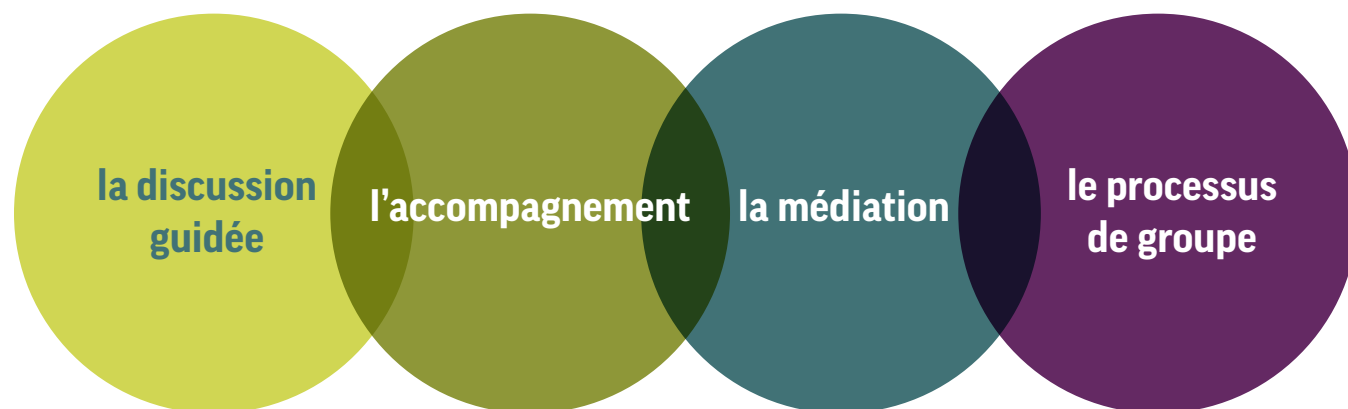 la discussion
guidée
l'accompagnement
la médiation
le processus
de groupe